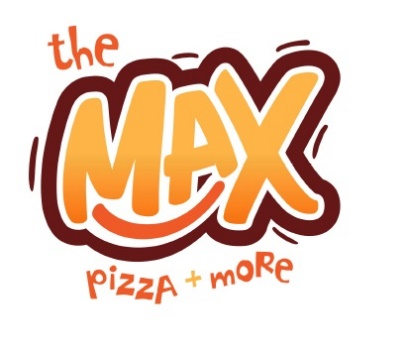 the
MAX
pizzA + moRe